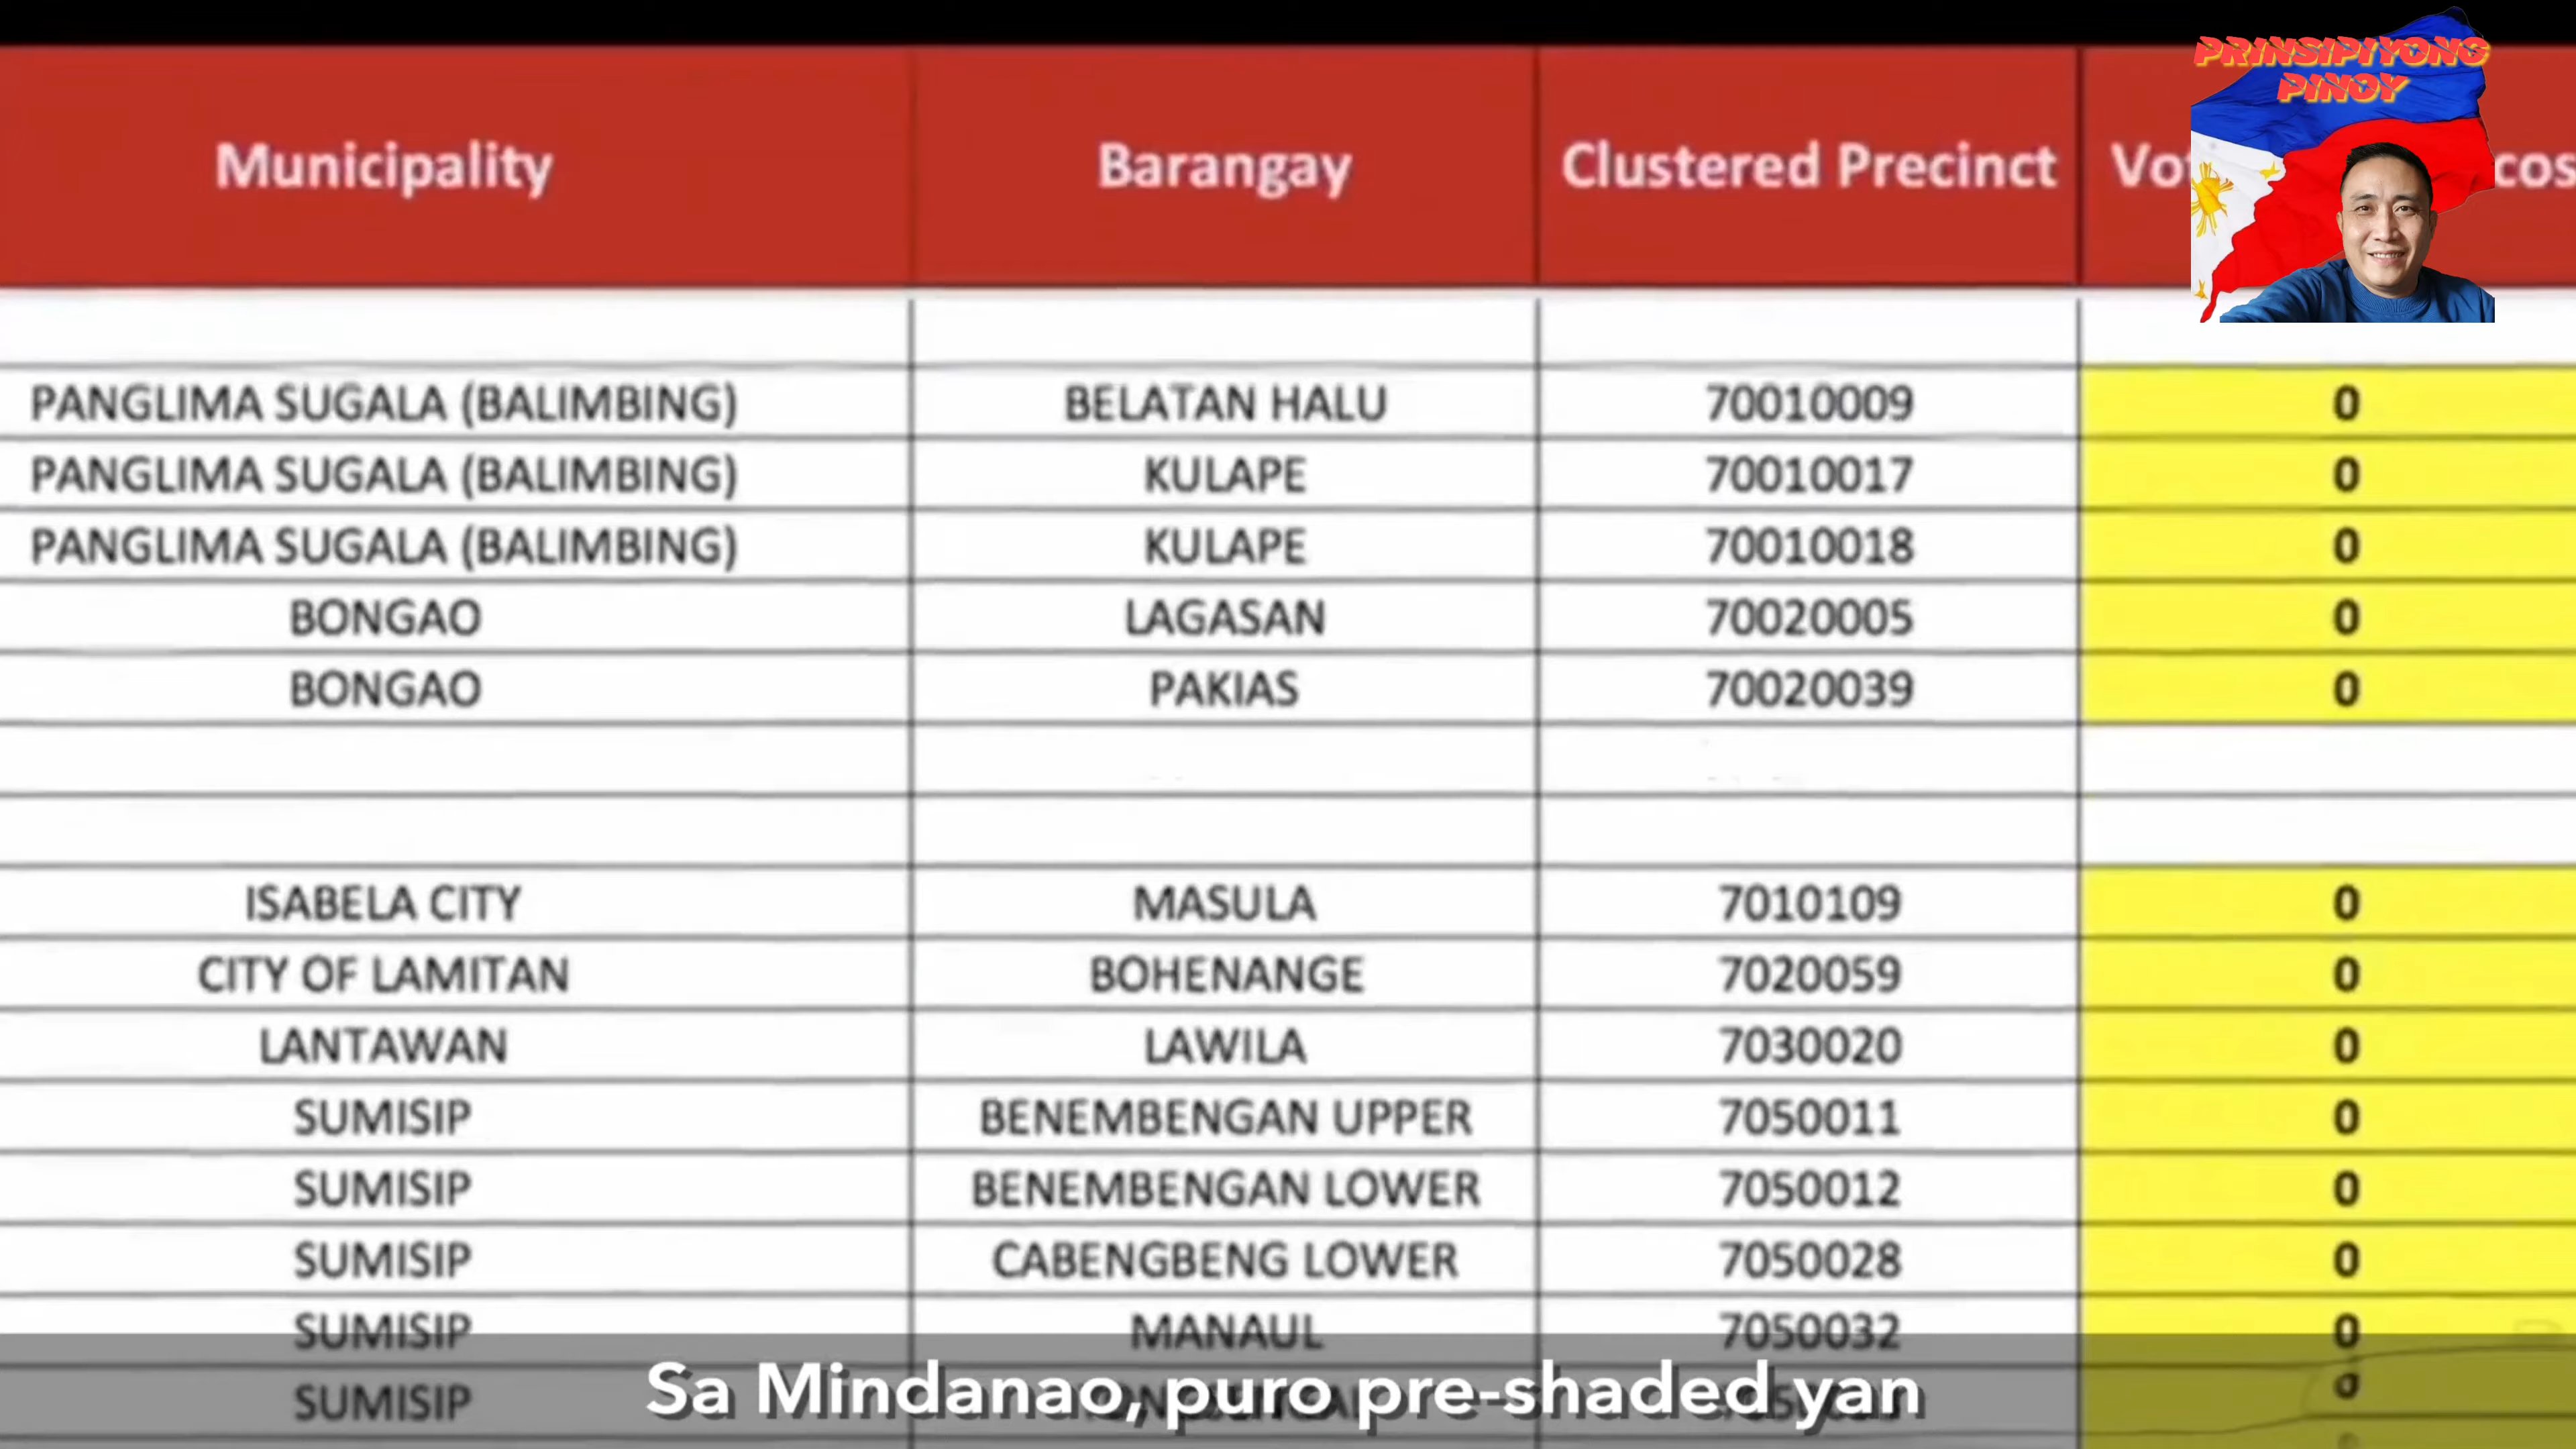 PRINSIPIYONG
PINOY
Municipality Barangay Clustered Precinct
PANGLIMA SUGALA (BALIMBING) BELATAN HALU 70010009 0
PANGLIMA SUGALA (BALIMBING) KULAPE 70010017 0
PANGLIMA SUGALA (BALIMBING) KULAPE 70010018 0
BONGAO LAGASAN 70020005 0
BONGAO PAKIAS 70020039 0
ISABELA CITY MASULA 7010109 0
CITY OF LAMITAN BOHENANGE 7020059 0
LANTAWAN LAWILA 7030020 0
SUMISIP BENEMBENGAN UPPER 7050011 0
SUMISIP BENEMBENGAN LOWER 7050012 0
SUMISIP CABENGBENG LOWER 7050028 0
SUMISIP MANAUL 7050032 0
SUMISIP
Sa Mindanao, puro pre-shaded yan